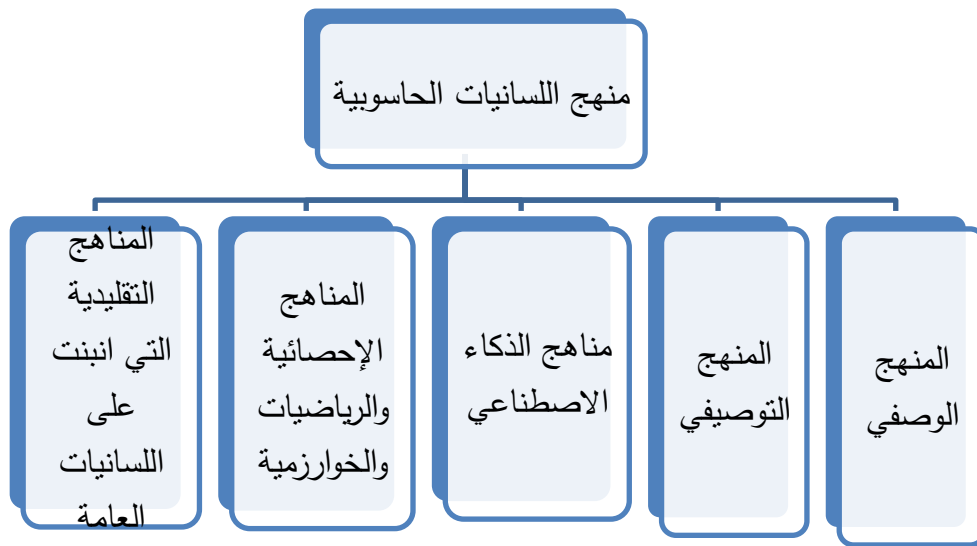 منهج اللسانيات الحاسوبية
المنهج
الوصفي
المنهج
التوصيفي
مناهج الذكاء
الاصطناعي
المناهج
الإحصائية
والرياضيات
والخوارزمية
المناهج
التقليدية
التي انبنت
على
اللسانيات
العامة